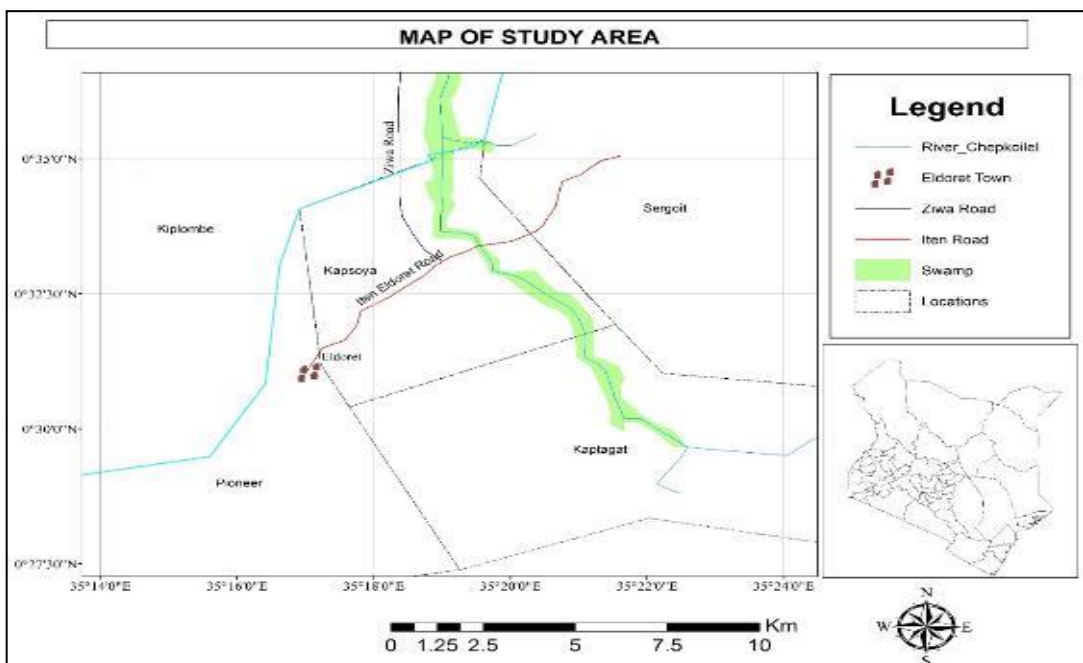 MAP OF STUDY AREA
Legend
River_Chepkoilel
Eldoret Town
Ziwa Road
Iten Road
Swamp
Locations
0°35'0"N
0°32'30"N
0°30'0"N
0°27'30"N
Ziwa Road
Sergoit
Kiplombe
Kapsoya
Iten Eldoret Road
Eldoret
Kaptagat
Pioneer
35°14'0"E 35°16'0"E 35°18'0"E 35°20'0"E 35°22'0"E 35°24'0"E
Km
0 1.25 2.5 5 7.5 10
N
W E
S